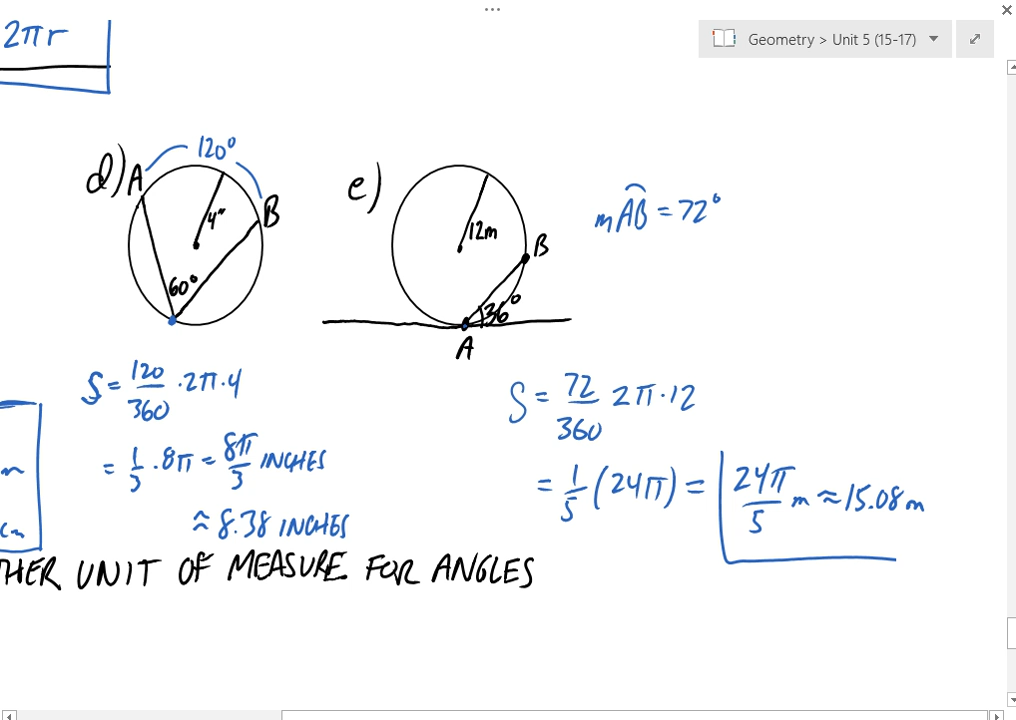 Geometry > Unit 5 (15-17)
2πr
d) A 120° B
4"
60°
S = 120/360 · 2π · 4
= 1/3 · 8π = 8π/3 INCHES
≈ 8.38 INCHES
e)
12m
B
36°
A
mAB = 72°
S = 72/360 2π · 12
= 1/5 (24π) = 24π/5 m ≈ 15.08 m
m
cm
THER UNIT OF MEASURE FOR ANGLES